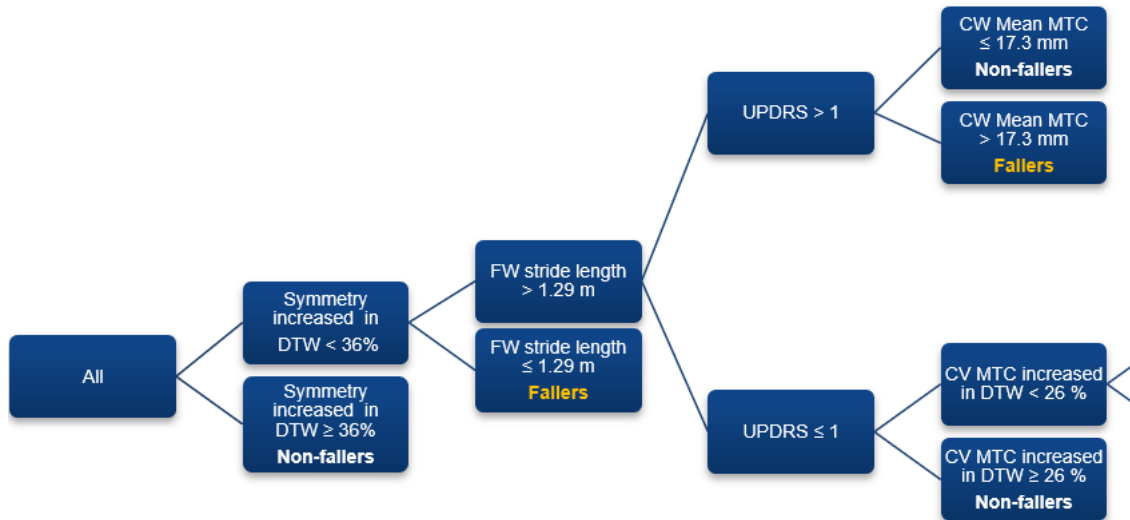 All
Symmetry
increased in
DTW < 36%
Symmetry
increased in
DTW ≥ 36%
Non-fallers
FW stride length
> 1.29 m
FW stride length
≤ 1.29 m
Fallers
UPDRS > 1
UPDRS ≤ 1
CW Mean MTC
≤ 17.3 mm
Non-fallers
CW Mean MTC
> 17.3 mm
Fallers
CV MTC increased
in DTW < 26 %
CV MTC increased
in DTW ≥ 26 %
Non-fallers